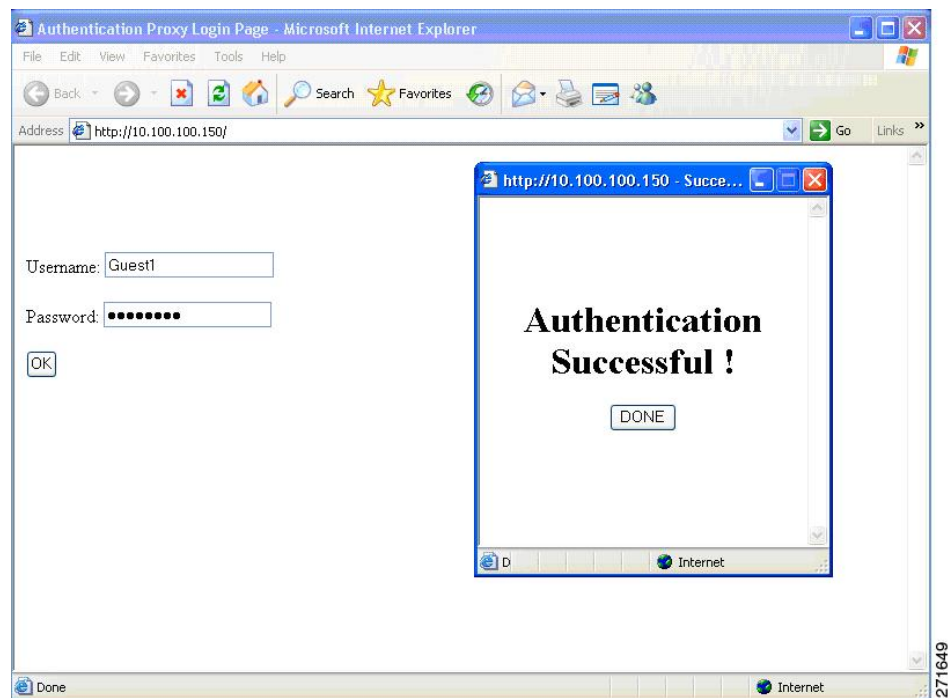 Authentication Proxy Login Page - Microsoft Internet Explorer
File Edit View Favorites Tools Help
Back Search Favorites
Address http://10.100.100.150/ Go Links »
http://10.100.100.150 - Succe...
Username: Guest1
Password: ●●●●●●●●
OK
Authentication
Successful !
DONE
D Internet
Done Internet
271649